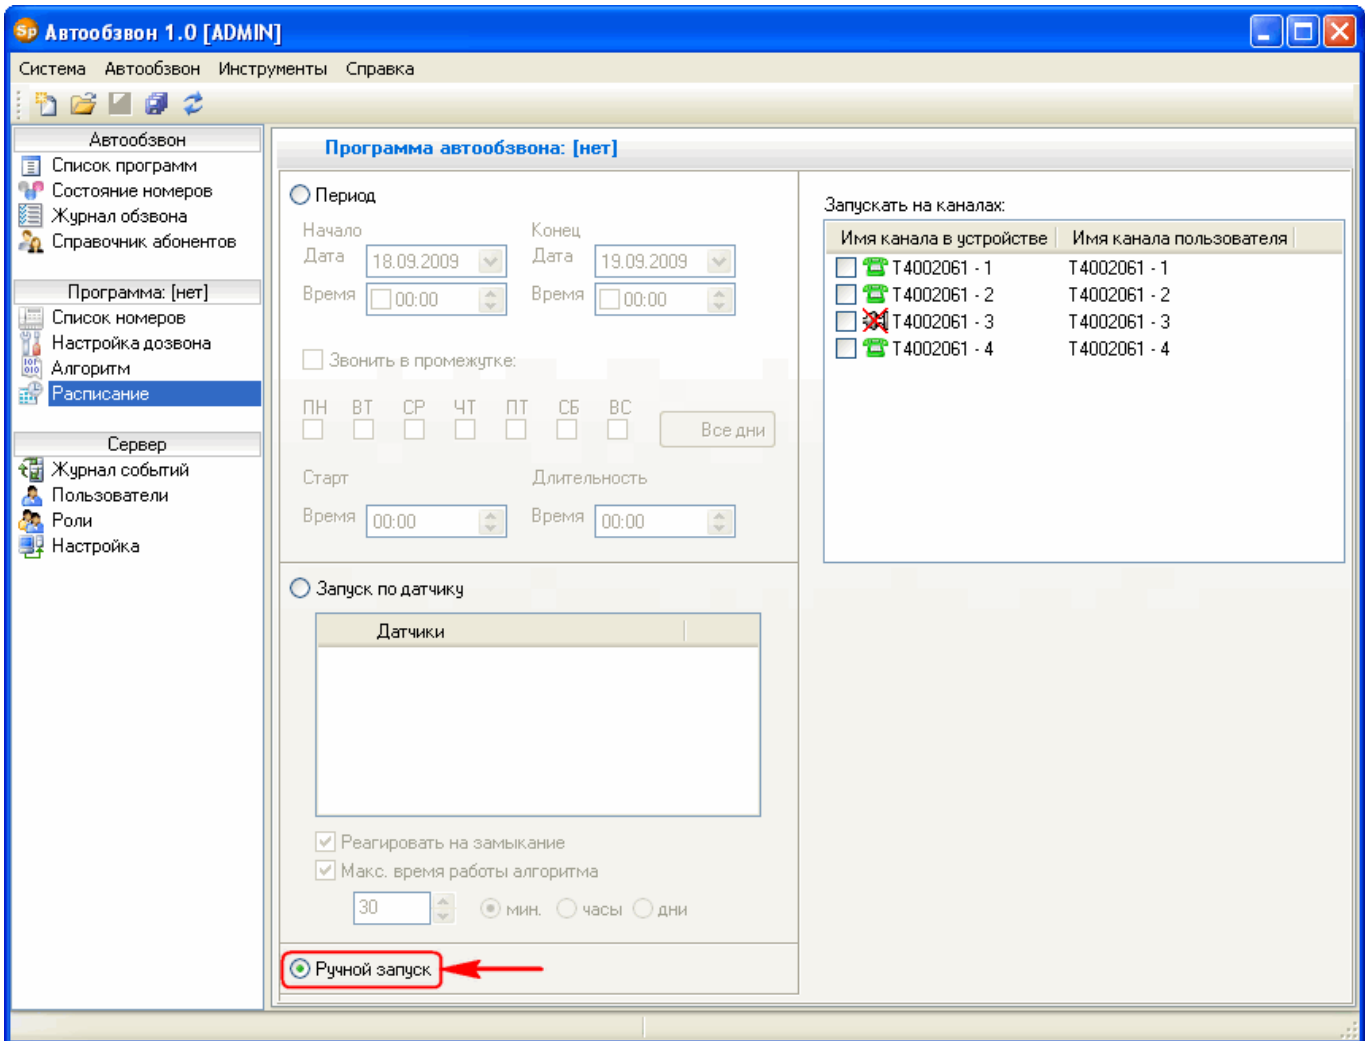 Sp Автообзвон 1.0 [ADMIN]
Система Автообзвон Инструменты Справка
Автообзвон
Список программ
Состояние номеров
Журнал обзвона
Справочник абонентов
Программа: [нет]
Список номеров
Настройка дозвона
Алгоритм
Расписание
Сервер
Журнал событий
Пользователи
Роли
Настройка
Программа автообзвона: [нет]
Период
Начало Конец
Дата 18.09.2009 Дата 19.09.2009
Время 00:00 Время 00:00
Звонить в промежутке:
ПН ВТ СР ЧТ ПТ СБ ВС
Все дни
Старт Длительность
Время 00:00 Время 00:00
Запуск по датчику
Датчики
Реагировать на замыкание
Макс. время работы алгоритма
30 мин. часы дни
Ручной запуск
Запускать на каналах:
Имя канала в устройстве Имя канала пользователя
T4002061 - 1 T4002061 - 1
T4002061 - 2 T4002061 - 2
T4002061 - 3 T4002061 - 3
T4002061 - 4 T4002061 - 4